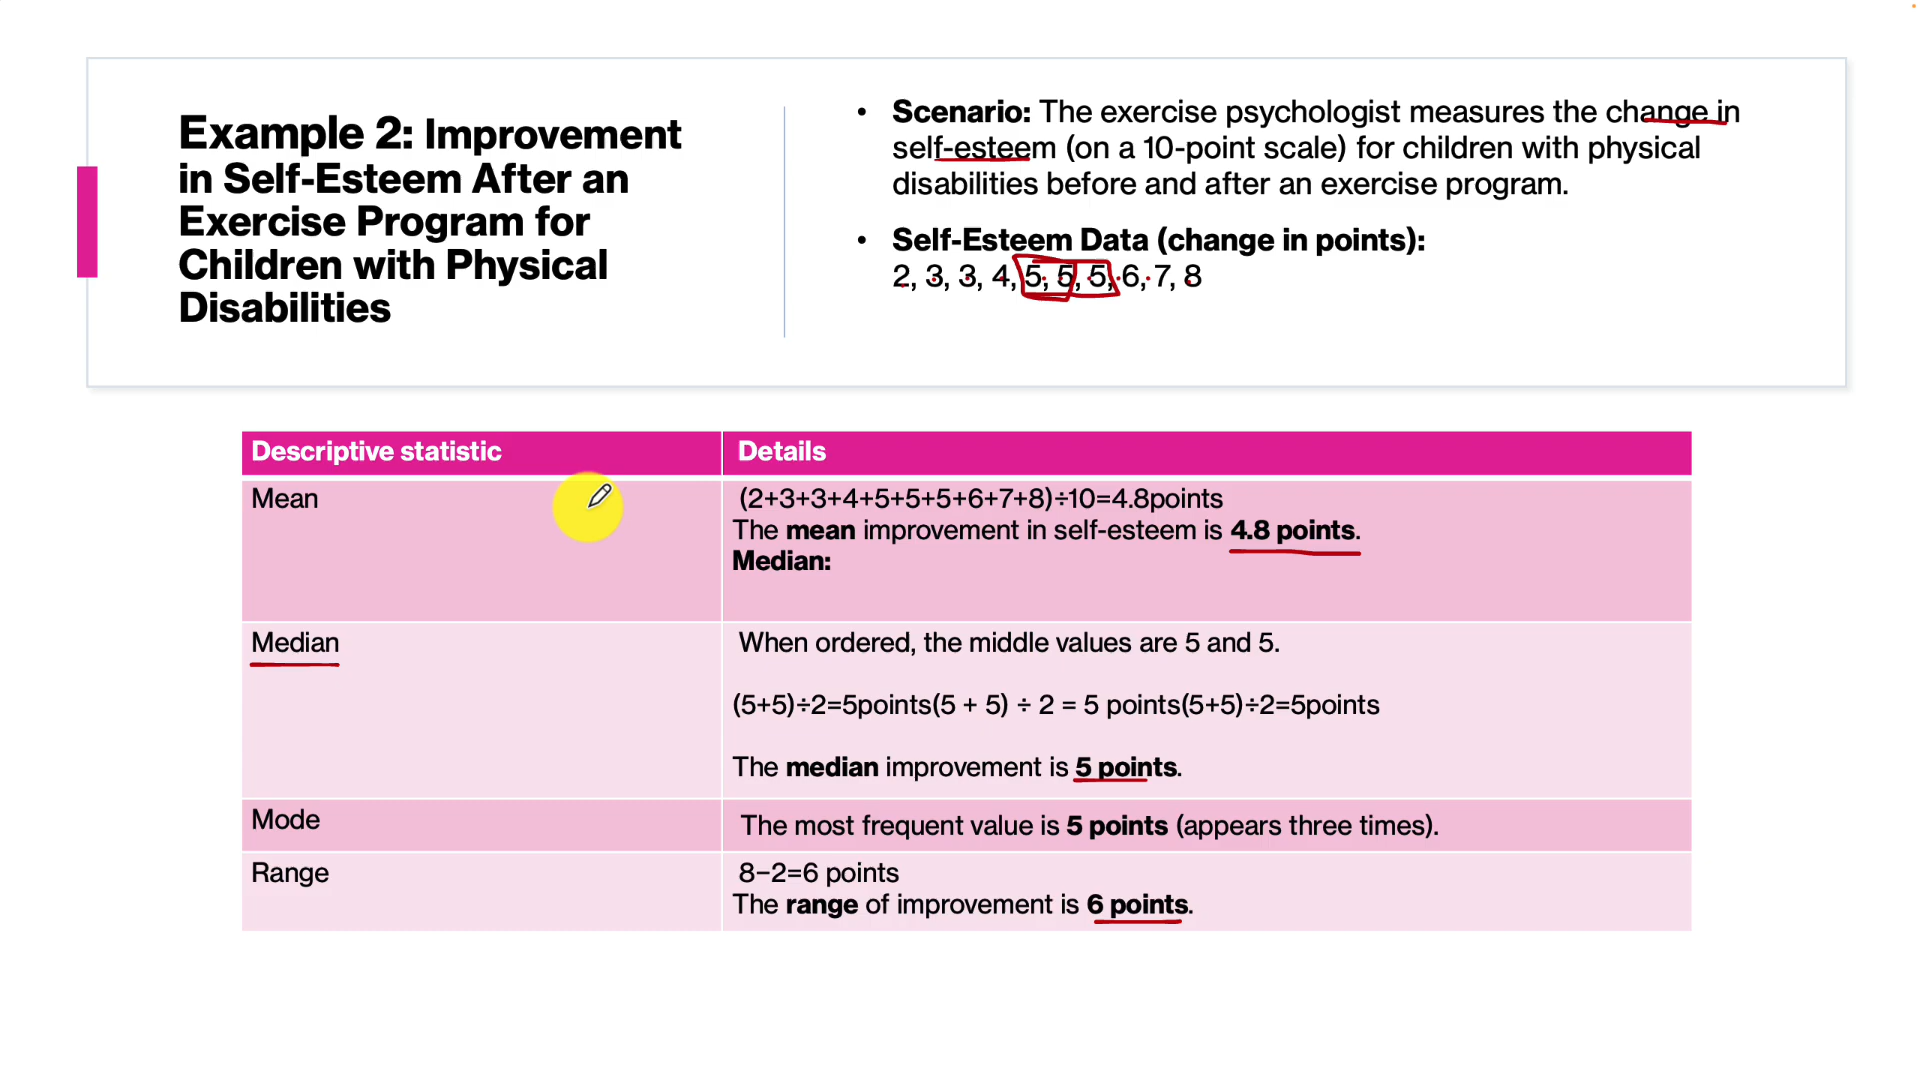 Example 2: Improvement
in Self-Esteem After an
Exercise Program for
Children with Physical
Disabilities
• Scenario: The exercise psychologist measures the change in
self-esteem (on a 10-point scale) for children with physical
disabilities before and after an exercise program.
• Self-Esteem Data (change in points):
2, 3, 3, 4, 5, 5, 5, 6, 7, 8
Descriptive statistic
Details
Mean
(2+3+3+4+5+5+5+6+7+8)÷10=4.8points
The mean improvement in self-esteem is 4.8 points.
Median:
Median
When ordered, the middle values are 5 and 5.
(5+5)÷2=5points(5 + 5) ÷ 2 = 5 points(5+5)÷2=5points
The median improvement is 5 points.
Mode
The most frequent value is 5 points (appears three times).
Range
8−2=6 points
The range of improvement is 6 points.